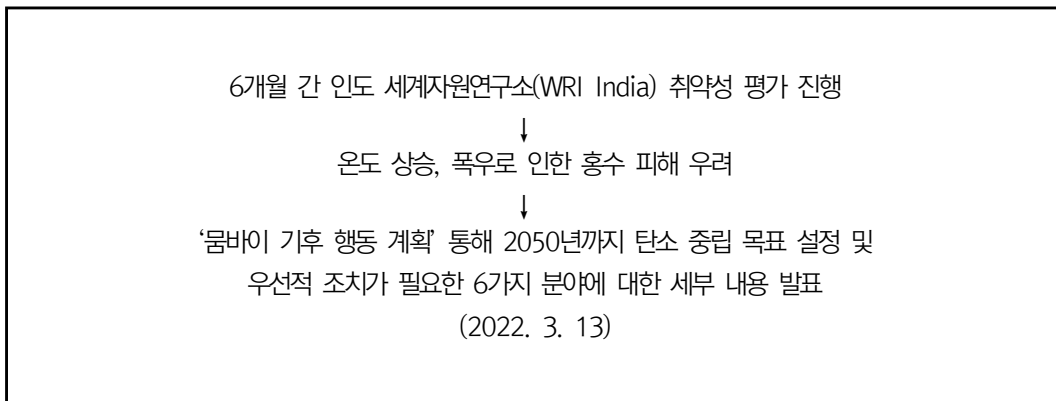 6개월 간 인도 세계자원연구소(WRI India) 취약성 평가 진행
↓
온도 상승, 폭우로 인한 홍수 피해 우려
↓
‘뭄바이 기후 행동 계획’ 통해 2050년까지 탄소 중립 목표 설정 및
우선적 조치가 필요한 6가지 분야에 대한 세부 내용 발표
(2022. 3. 13)